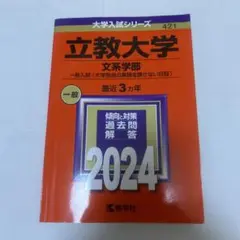 大学入試シリーズ
421
立教大学
文系学部
一般入試〈大学独自の英語を課さない日程〉
一般
最近3カ年
傾向と対策
過去問
解答
2024
教学社